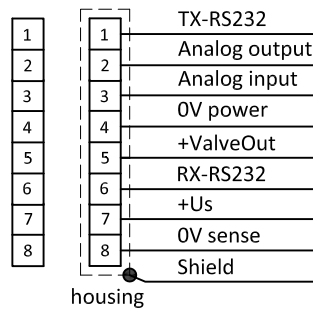 TX-RS232
1 1
Analog output
2 2
Analog input
3 3
0V power
4 4
+ValveOut
5 5
RX-RS232
6 6
+Us
7 7
0V sense
8 8
Shield
housing